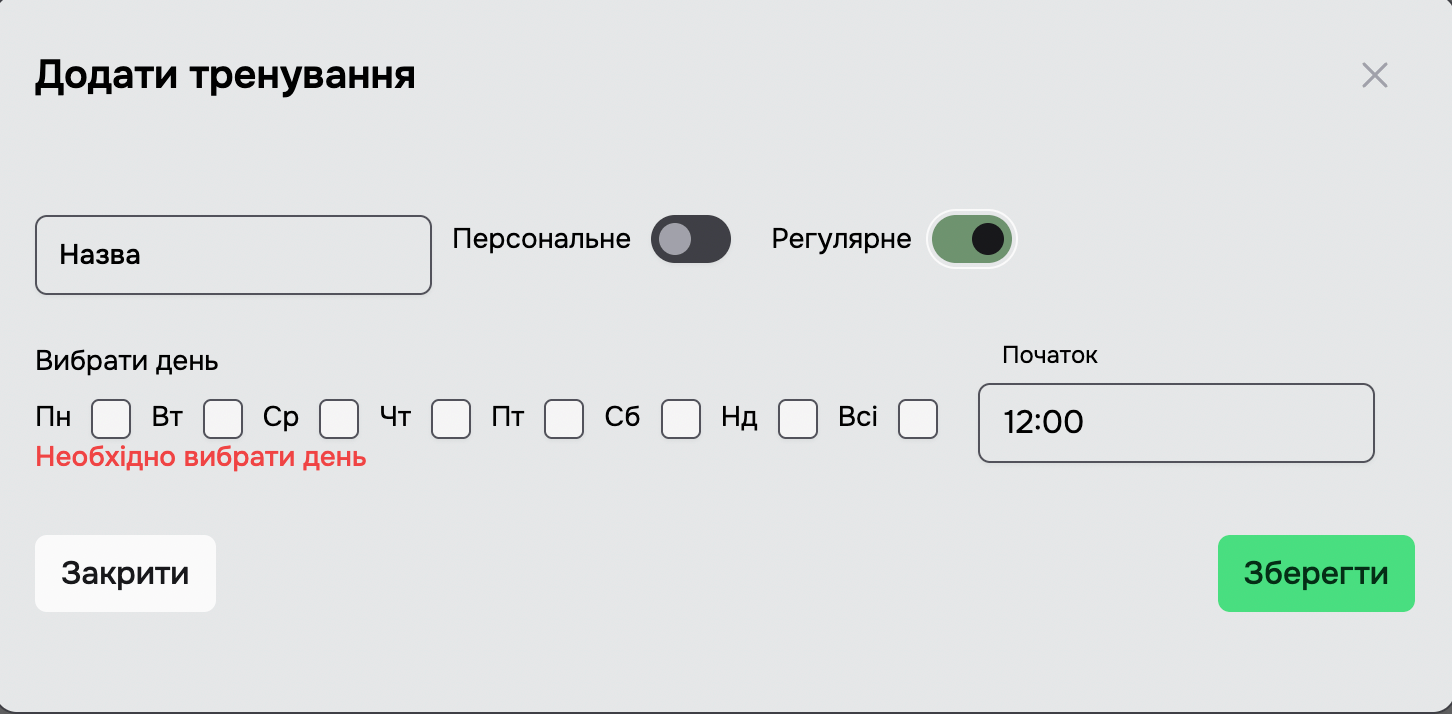 Додати тренування
Назва
Персональне
Регулярне
Вибрати день
Початок
Пн Вт Ср Чт Пт Сб Нд Всі
12:00
Необхідно вибрати день
Закрити
Зберегти